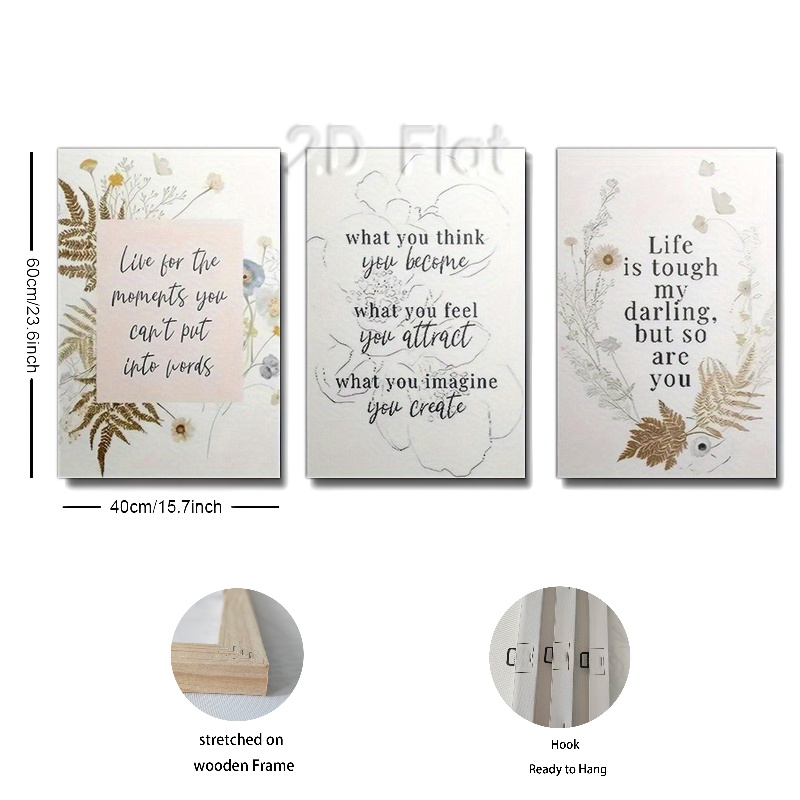 2D Flat
60cm/23.6inch
Live for the
moments you
can't put
into words
what you think
you become
what you feel
you attract
what you imagine
you create
Life
is tough
my
darling,
but so
are
you
40cm/15.7inch
stretched on
wooden Frame
Hook
Ready to Hang